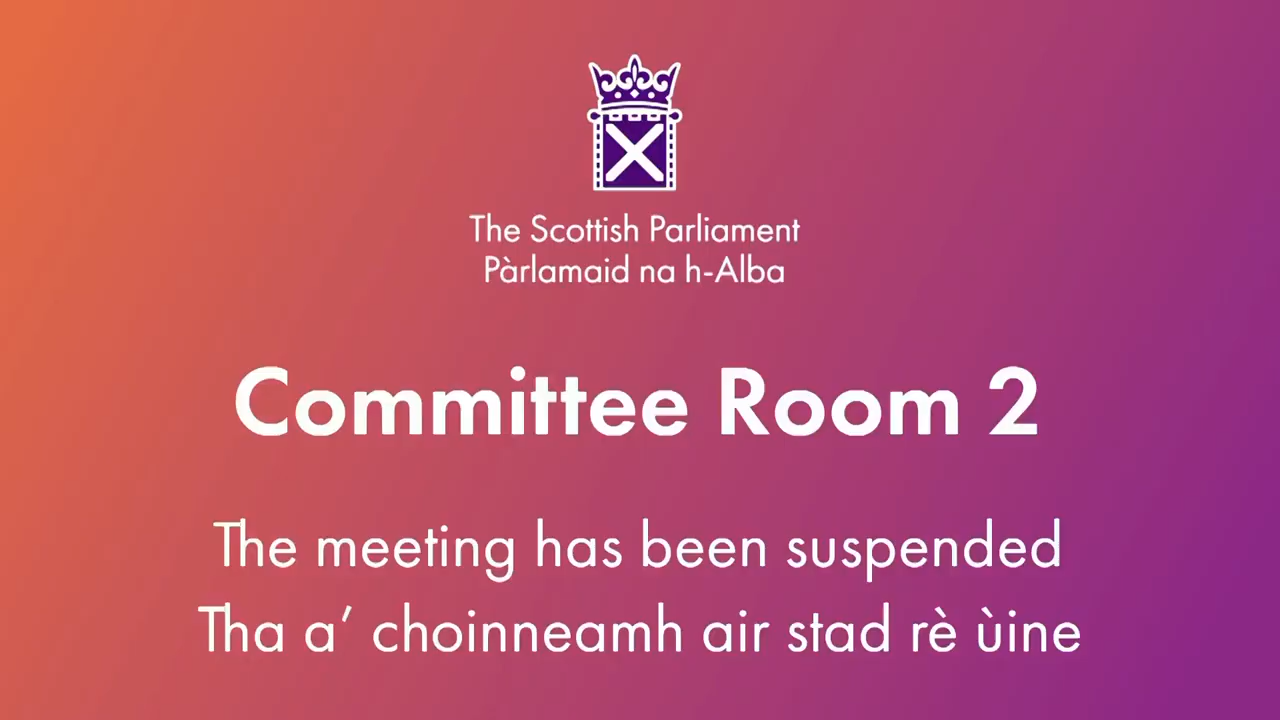 The Scottish Parliament
Pàrlamaid na h-Alba
Committee Room 2
The meeting has been suspended
Tha a’ choinneamh air stad rè ùine